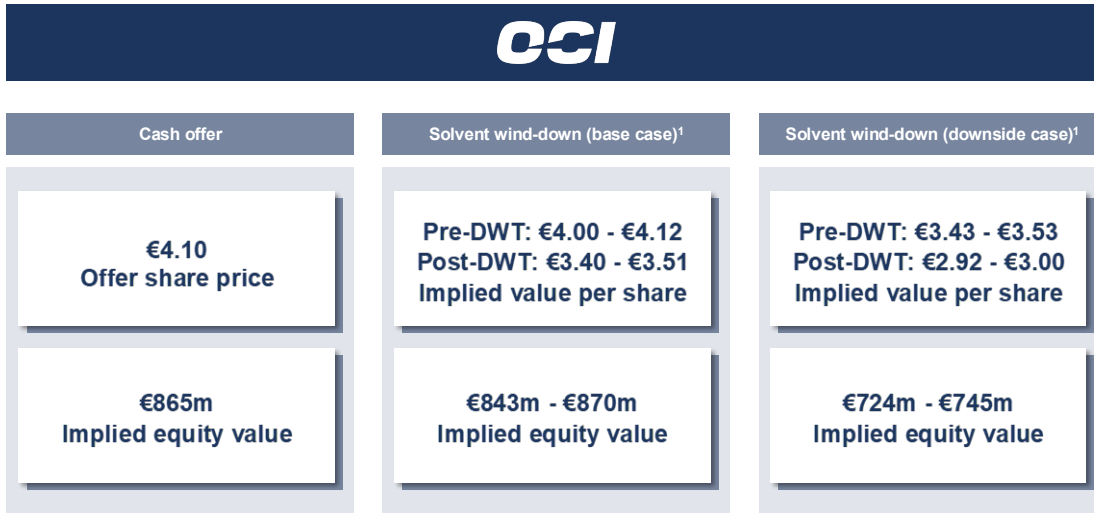 OCI
Cash offer
Solvent wind-down (base case)¹
Solvent wind-down (downside case)¹
€4.10
Offer share price
Pre-DWT: €4.00 - €4.12
Post-DWT: €3.40 - €3.51
Implied value per share
Pre-DWT: €3.43 - €3.53
Post-DWT: €2.92 - €3.00
Implied value per share
€865m
Implied equity value
€843m - €870m
Implied equity value
€724m - €745m
Implied equity value